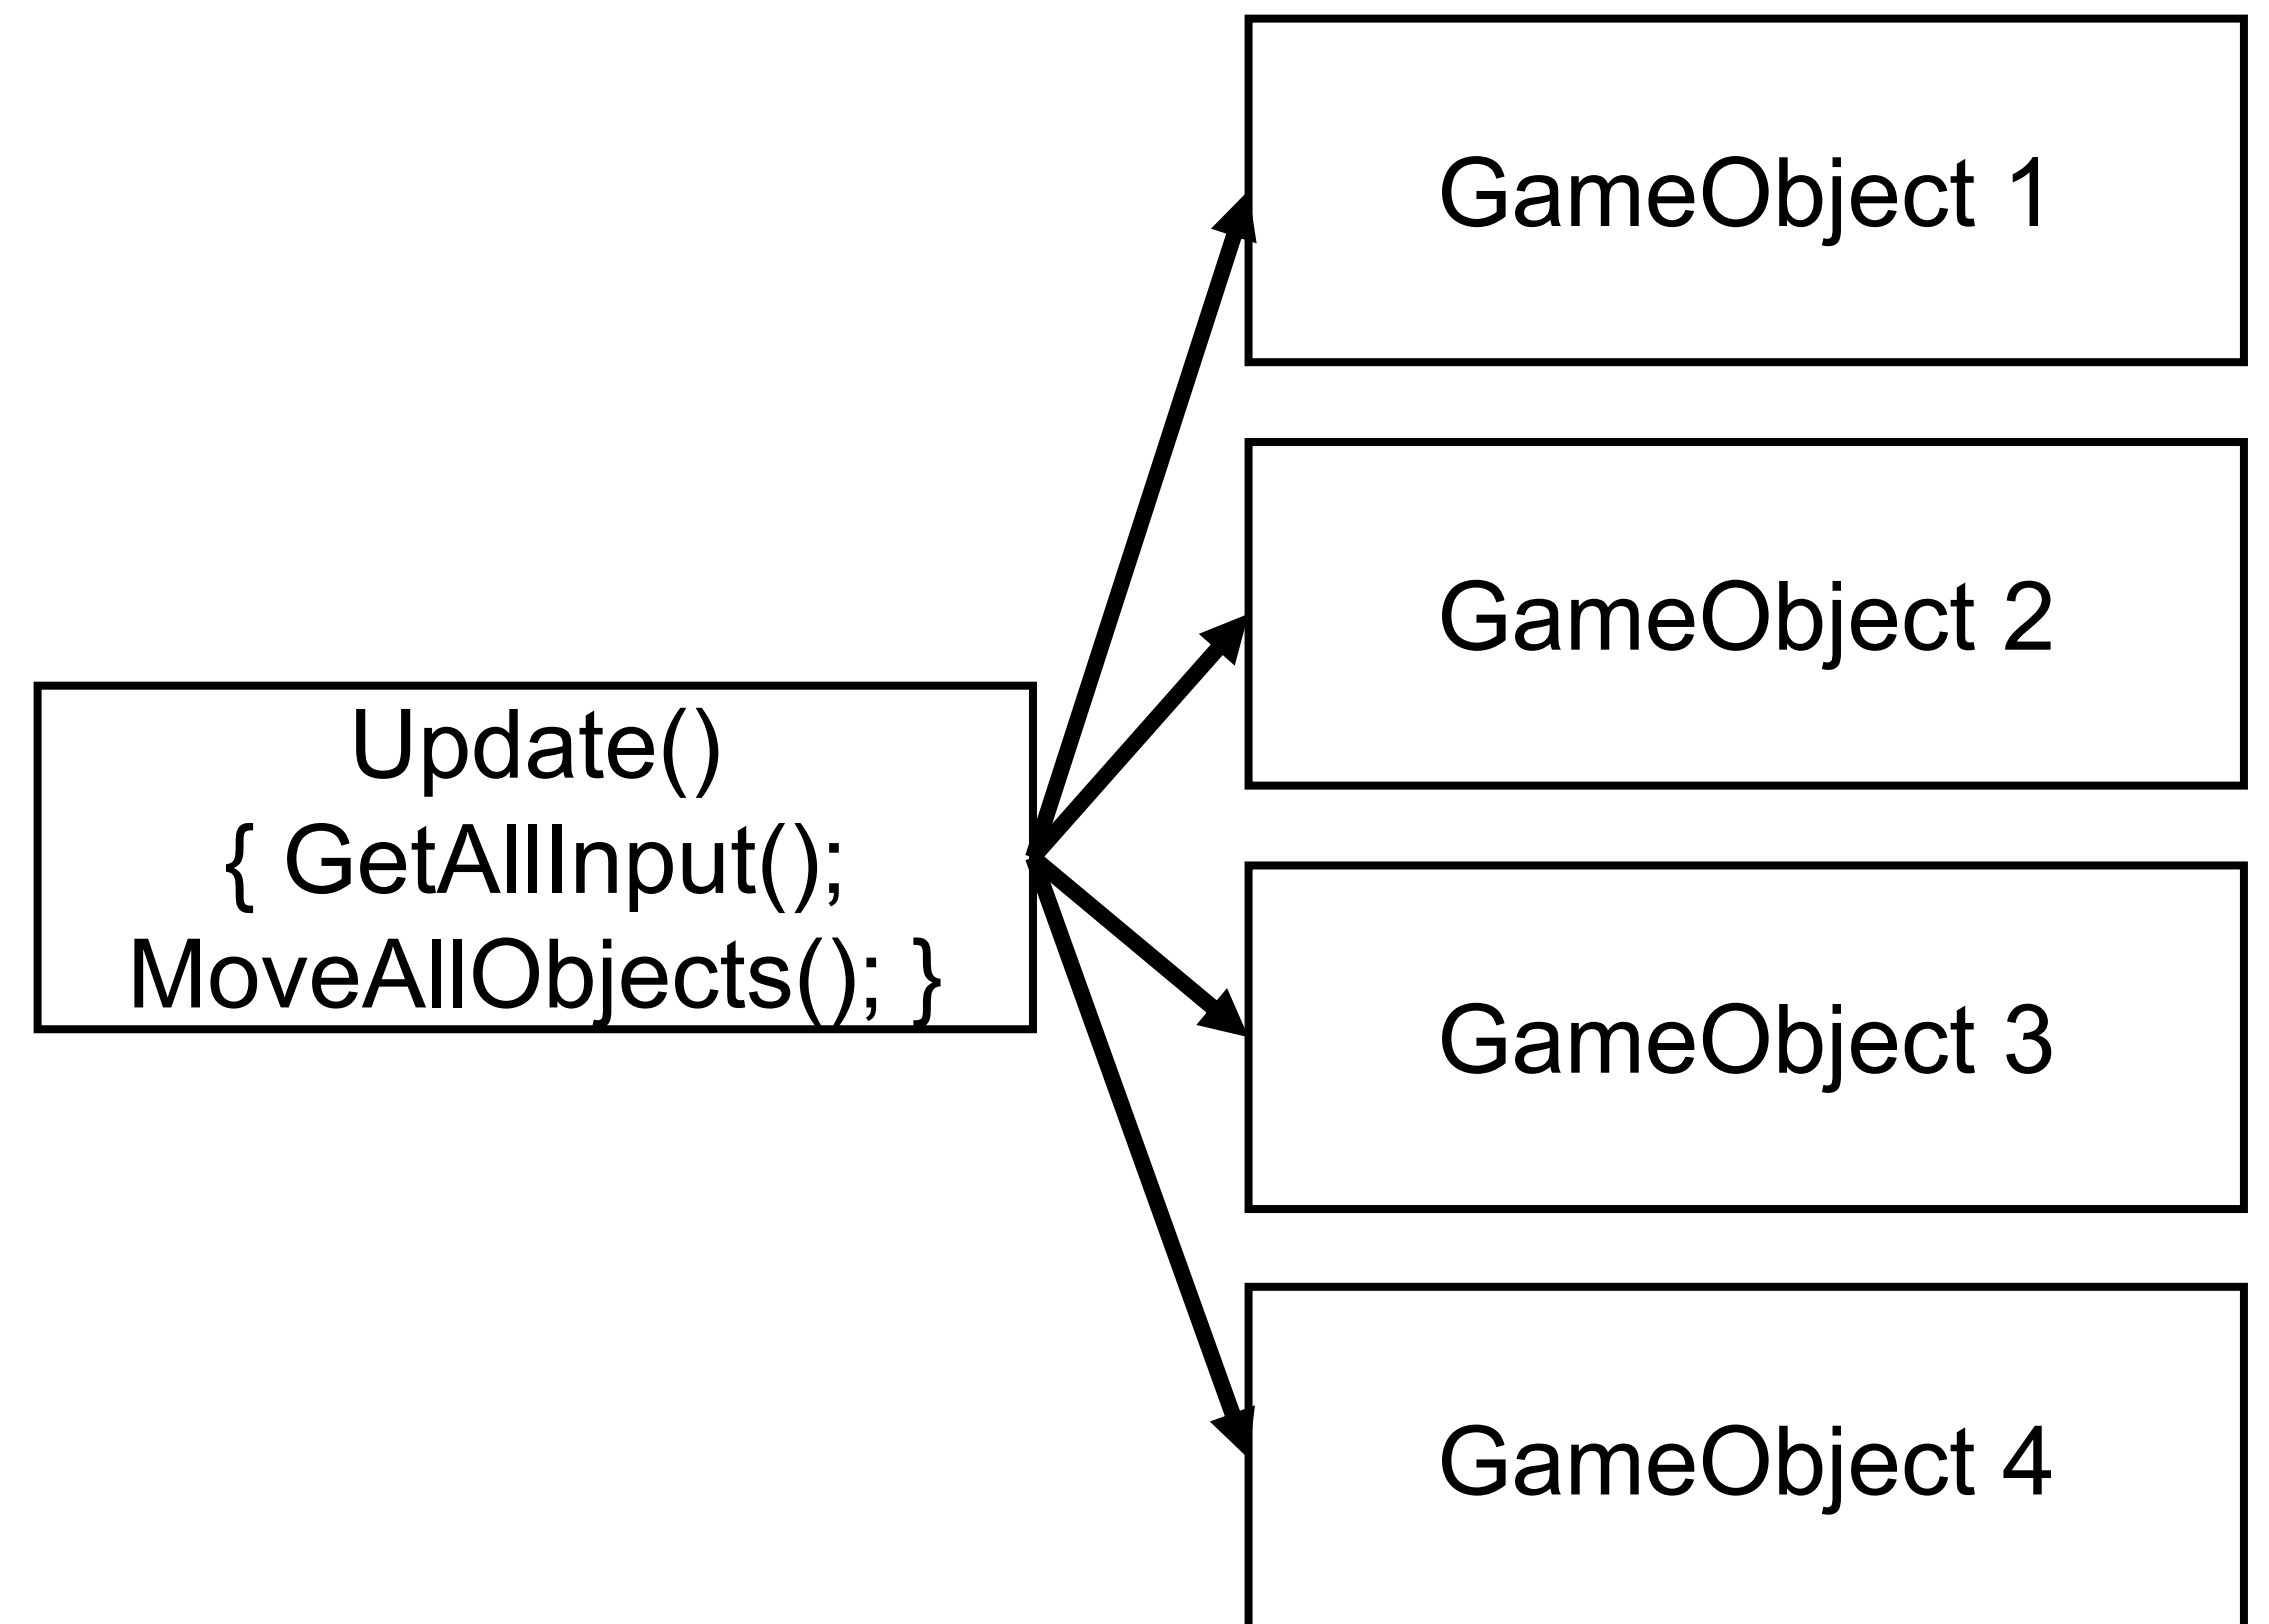 GameObject 1
GameObject 2
Update()
{ GetAllInput();
MoveAllObjects(); }
GameObject 3
GameObject 4